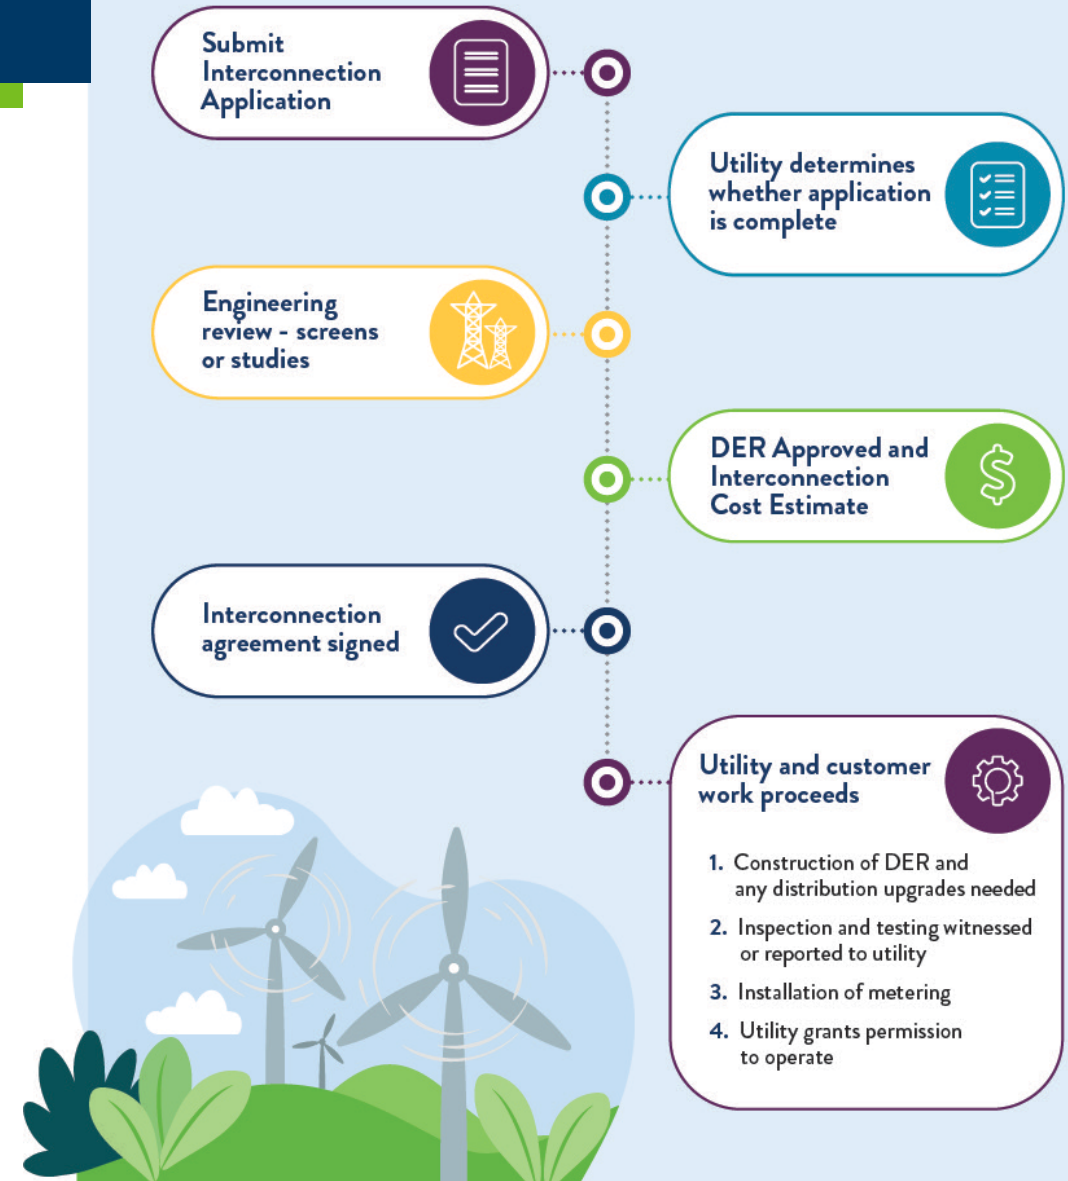 Submit
Interconnection
Application
Utility determines
whether application
is complete
Engineering
review - screens
or studies
DER Approved and
Interconnection
Cost Estimate
Interconnection
agreement signed
Utility and customer
work proceeds
1. Construction of DER and
any distribution upgrades needed
2. Inspection and testing witnessed
or reported to utility
3. Installation of metering
4. Utility grants permission
to operate